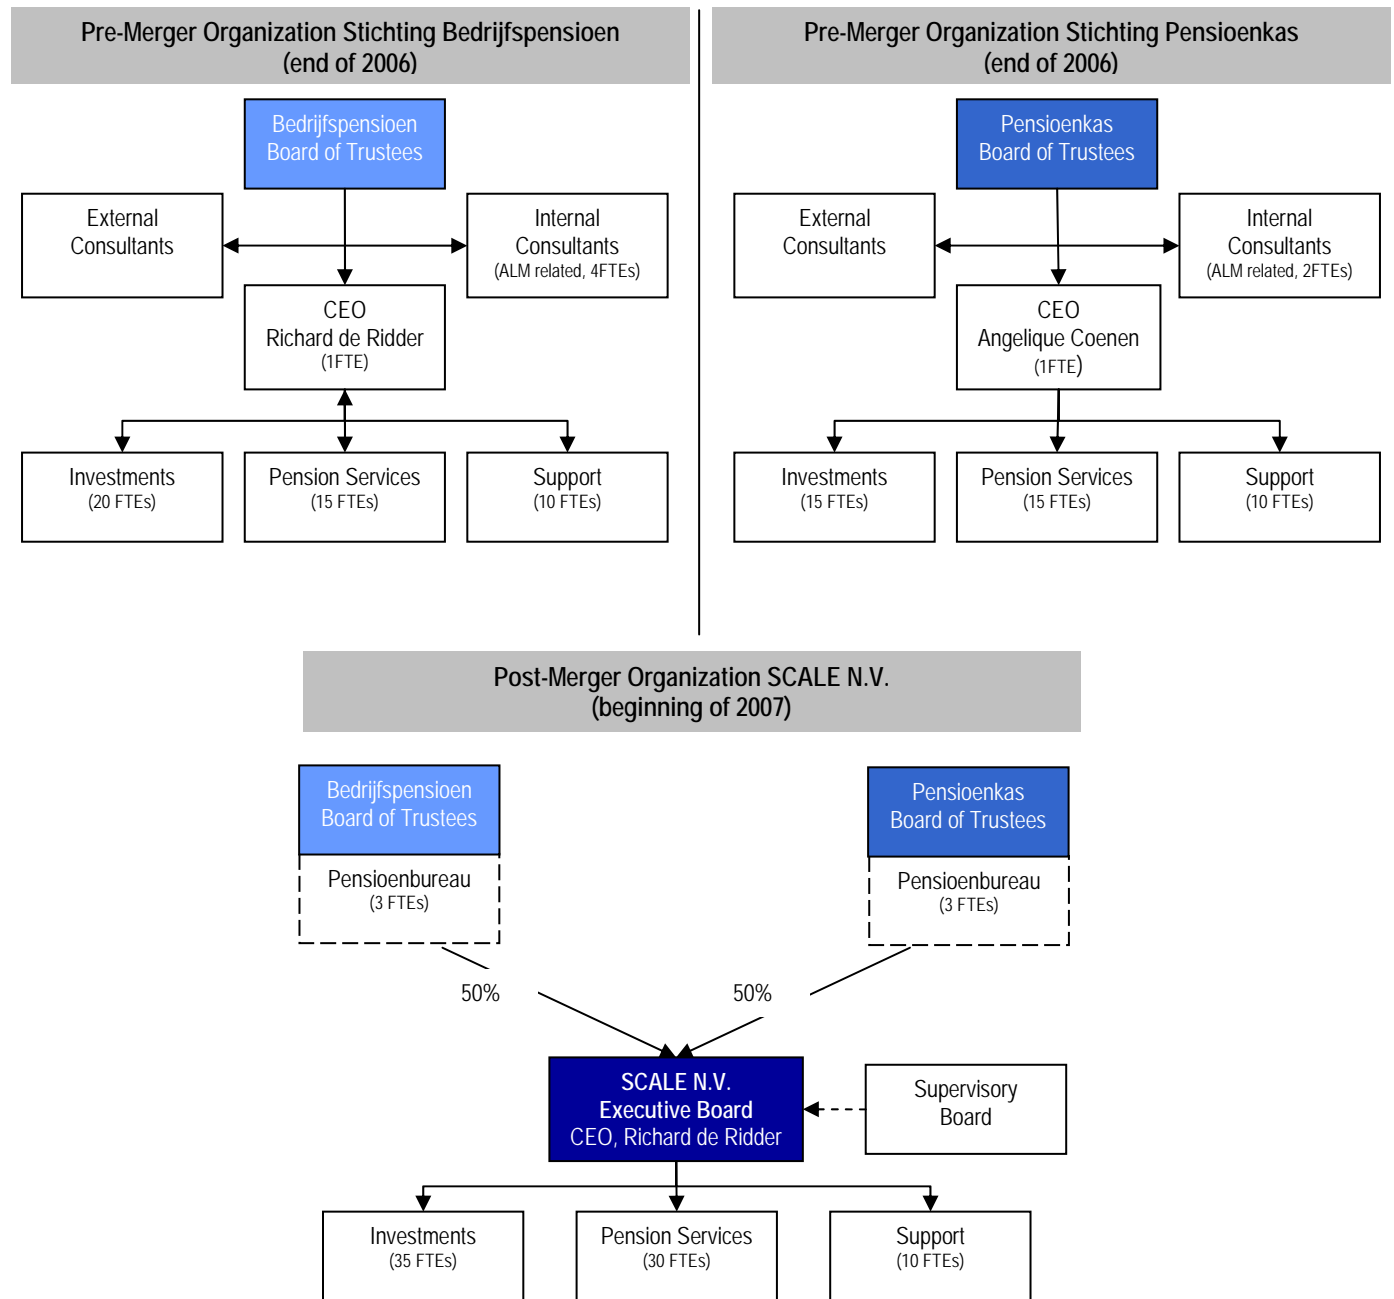 Pre-Merger Organization Stichting Bedrijfspensioen
(end of 2006)
Bedrijfspensioen
Board of Trustees
External
Consultants
Internal
Consultants
(ALM related, 4FTEs)
CEO
Richard de Ridder
(1FTE)
Investments
(20 FTEs)
Pension Services
(15 FTEs)
Support
(10 FTEs)
Pre-Merger Organization Stichting Pensioenkas
(end of 2006)
Pensioenkas
Board of Trustees
External
Consultants
Internal
Consultants
(ALM related, 2FTEs)
CEO
Angelique Coenen
(1FTE)
Investments
(15 FTEs)
Pension Services
(15 FTEs)
Support
(10 FTEs)
Post-Merger Organization SCALE N.V.
(beginning of 2007)
Bedrijfspensioen
Board of Trustees
Pensioenbureau
(3 FTEs)
Pensioenkas
Board of Trustees
Pensioenbureau
(3 FTEs)
50%
50%
SCALE N.V.
Executive Board
CEO, Richard de Ridder
Supervisory
Board
Investments
(35 FTEs)
Pension Services
(30 FTEs)
Support
(10 FTEs)